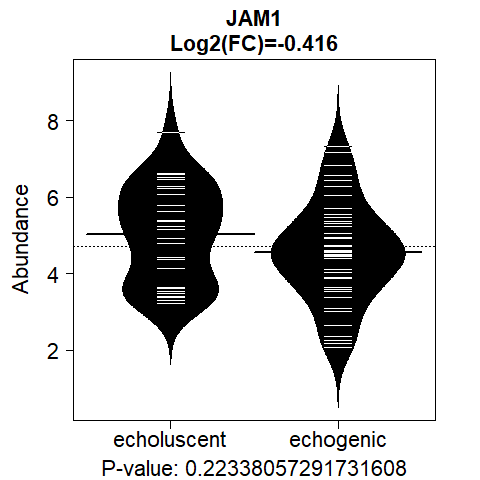 JAM1
Log2(FC)=-0.416
Abundance
8
6
4
2
echoluscent echogenic
P-value: 0.22338057291731608